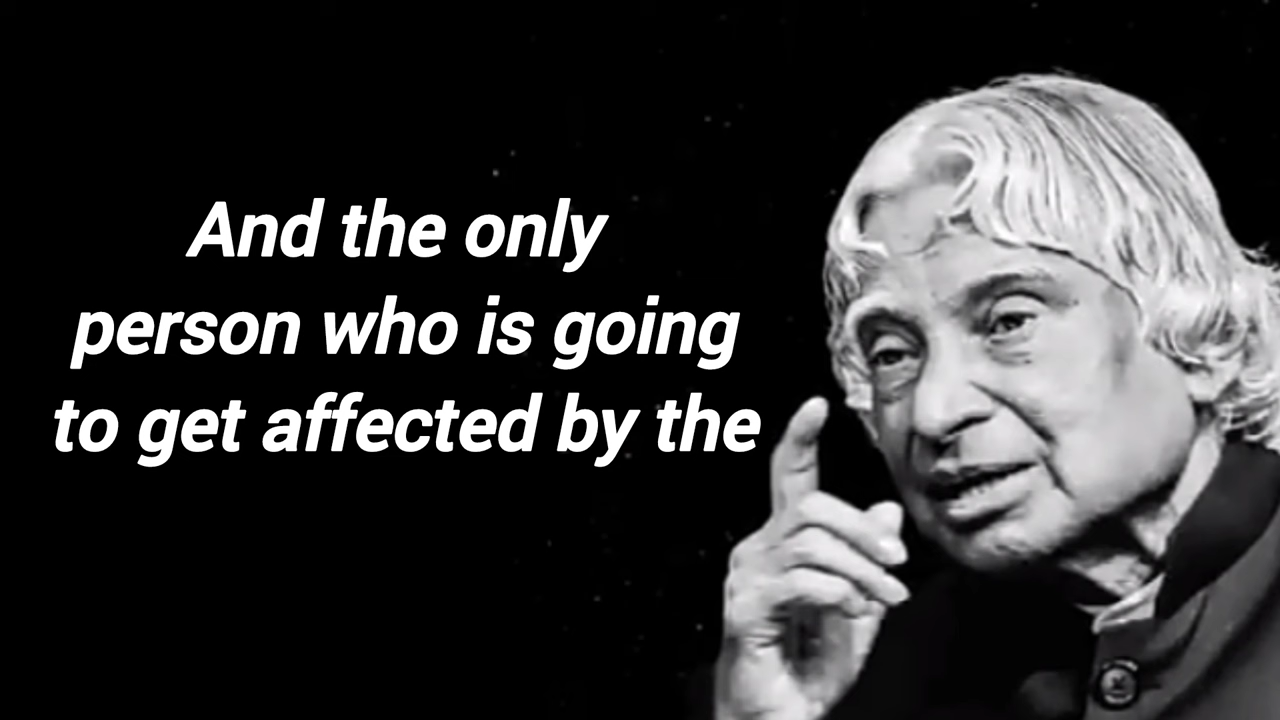 And the only
person who is going
to get affected by the